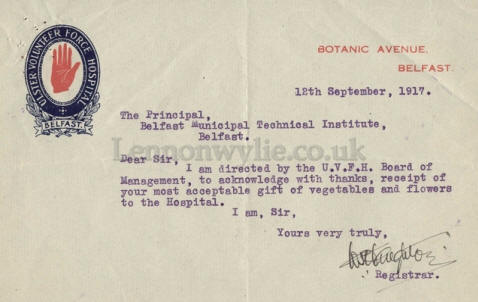 ULSTER VOLUNTEER FORCE HOSPITAL
BELFAST.
BOTANIC AVENUE,
BELFAST.
12th September, 1917.
The Principal,
Belfast Municipal Technical Institute,
Belfast.
Lennonwylie.co.uk
Dear Sir,
I am directed by the U.V.F.H. Board of
Management, to acknowledge with thanks, receipt of
your most acceptable gift of vegetables and flowers
to the Hospital.
I am, Sir,
Yours very truly,
Registrar.